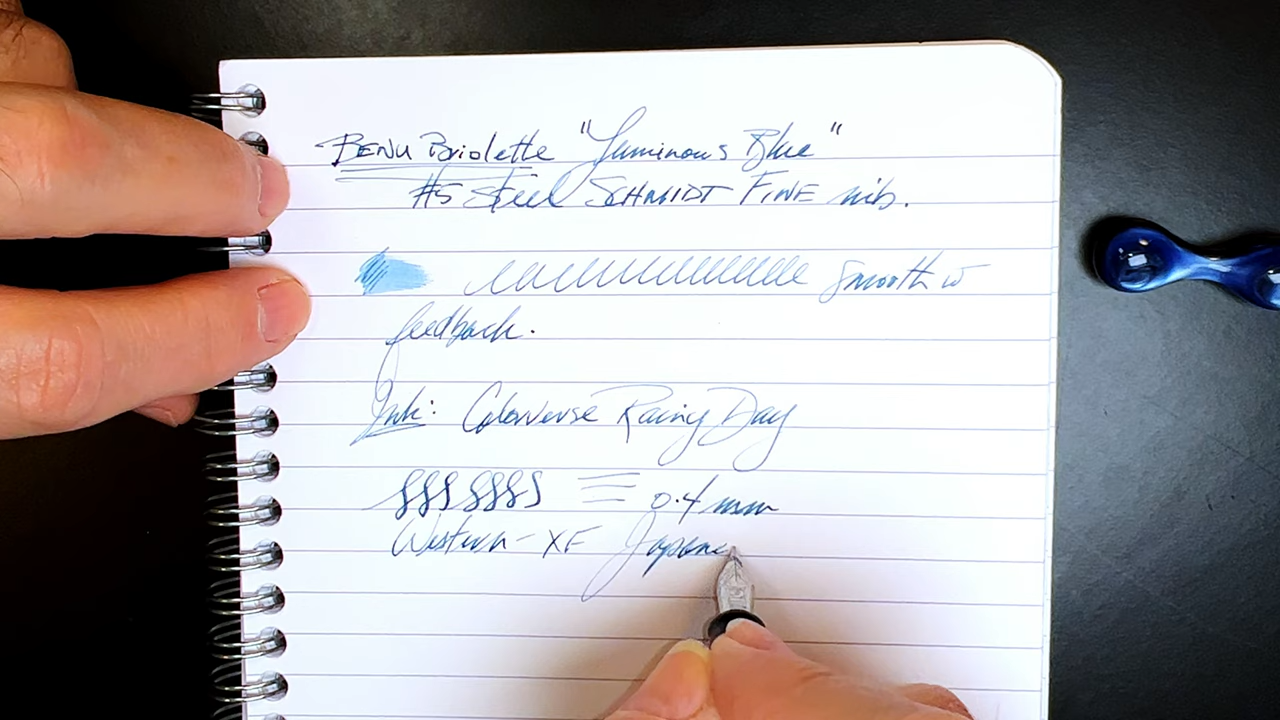 BENU Briolette "Luminous Blue"
#5 Steel SCHMIDT FINE nib.
Smooth w
feedback.
Ink: Colorverse Rainy Day
0.4 mm
Western - XF Japane